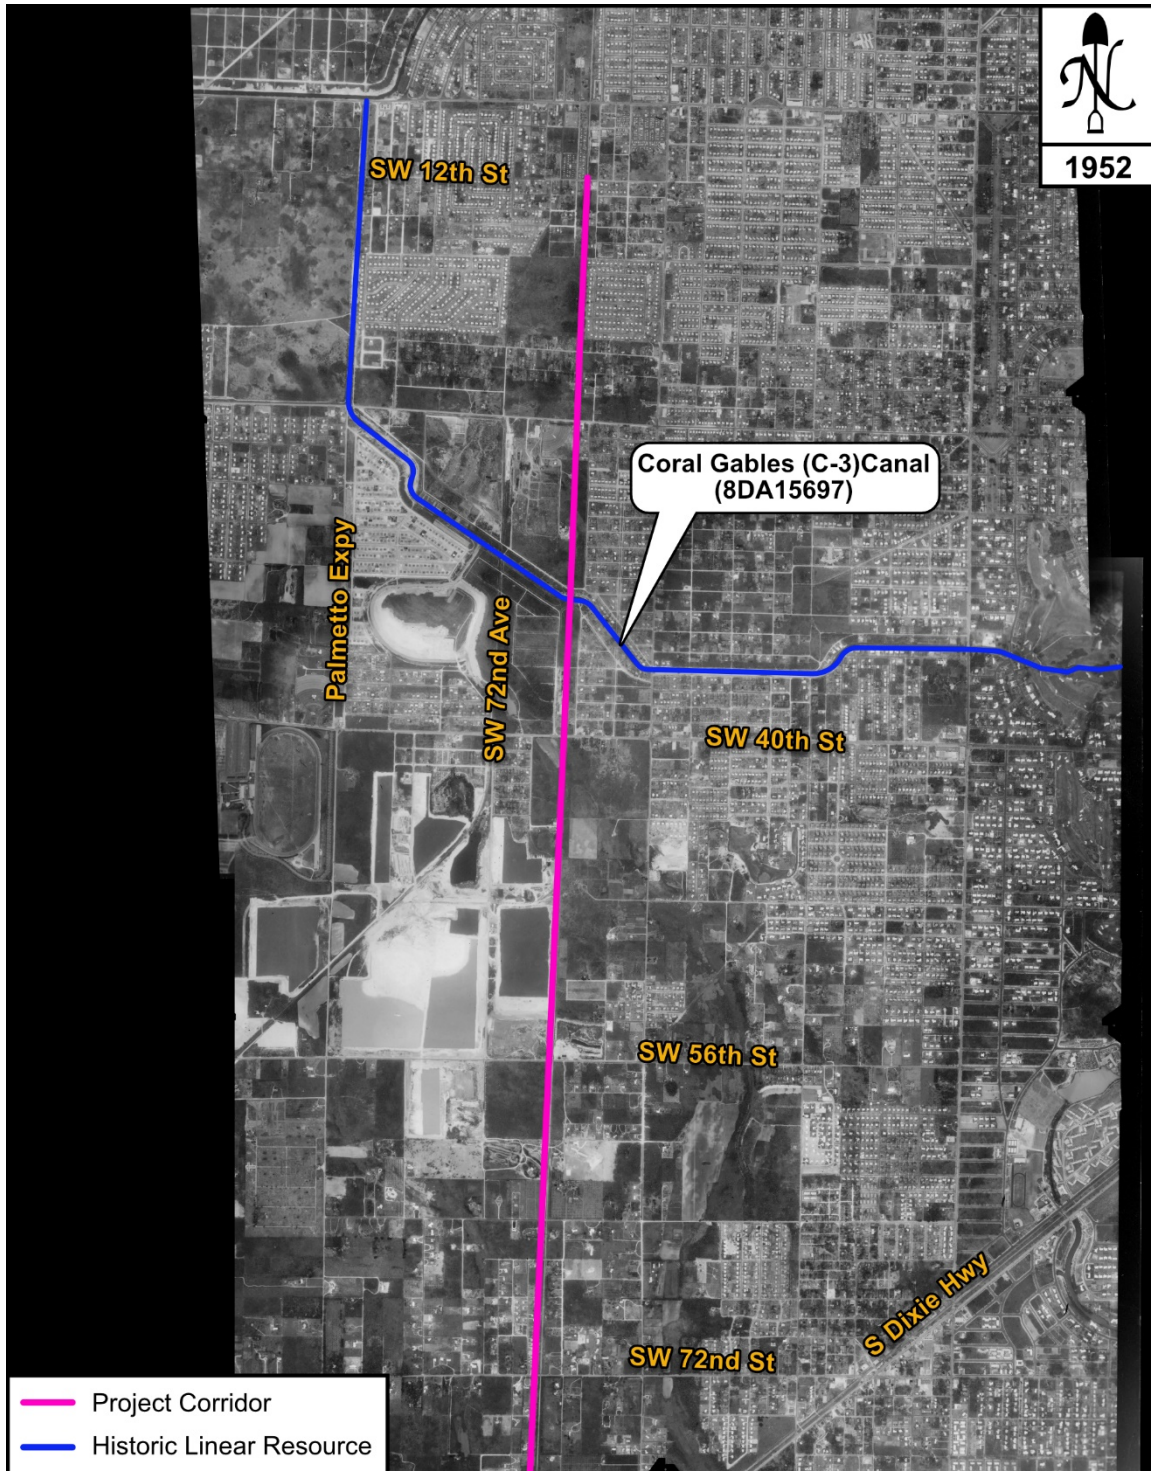 N
1952
SW 12th St
Coral Gables (C-3)Canal
(8DA15697)
Palmetto Expy
SW 72nd Ave
SW 40th St
SW 56th St
S Dixie Hwy
SW 72nd St
Project Corridor
Historic Linear Resource